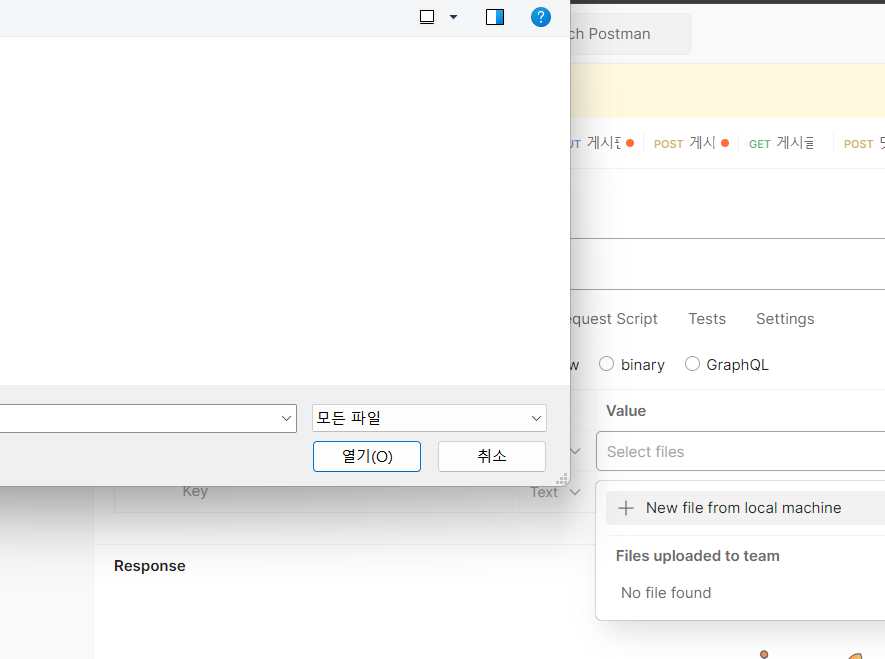 ?
ch Postman
UT 게시판 POST 게시 GET 게시글 POST
equest Script Tests Settings
w binary GraphQL
모든 파일
열기(O) 취소
Value
Select files
Key Text
New file from local machine
Files uploaded to team
No file found
Response